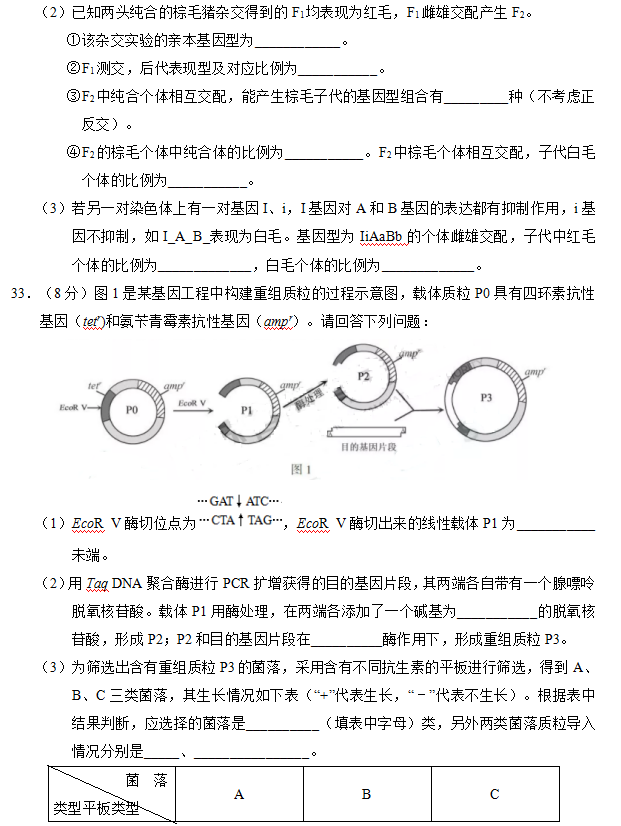 （2）已知两头纯合的棕毛猪杂交得到的F1均表现为红毛，F1雌雄交配产生F2。
①该杂交实验的亲本基因型为____________。
②F1测交，后代表现型及对应比例为___________。
③F2中纯合个体相互交配，能产生棕毛子代的基因型组合有_________种（不考虑正
反交）。
④F2的棕毛个体中纯合体的比例为___________。F2中棕毛个体相互交配，子代白毛
个体的比例为___________。
（3）若另一对染色体上有一对基因I、i，I基因对A和B基因的表达都有抑制作用，i基
因不抑制，如I_A_B_表现为白毛。基因型为IiAaBb的个体雌雄交配，子代中红毛
个体的比例为_____________，白毛个体的比例为_____________。
33．（8分）图1是某基因工程中构建重组质粒的过程示意图，载体质粒P0具有四环素抗性
基因（tetr)和氨苄青霉素抗性基因（ampr）。请回答下列问题：
tetr ampr EcoR V P0 EcoR V P1 ampr 酶处理 P2 ampr 目的基因片段 P3 ampr
图1
···GAT↓ATC···
（1）EcoR V酶切位点为···CTA↑TAG···，EcoR V酶切出来的线性载体P1为___________
未端。
（2）用Taq DNA聚合酶进行PCR扩增获得的目的基因片段，其两端各自带有一个腺嘌呤
脱氧核苷酸。载体P1用酶处理，在两端各添加了一个碱基为___________的脱氧核
苷酸，形成P2；P2和目的基因片段在__________酶作用下，形成重组质粒P3。
（3）为筛选出含有重组质粒P3的菌落，采用含有不同抗生素的平板进行筛选，得到A、
B、C三类菌落，其生长情况如下表（“+”代表生长，“﹣”代表不生长）。根据表中
结果判断，应选择的菌落是__________（填表中字母）类，另外两类菌落质粒导入
情况分别是_____、________________。
菌 落
类型平板类型 A B C